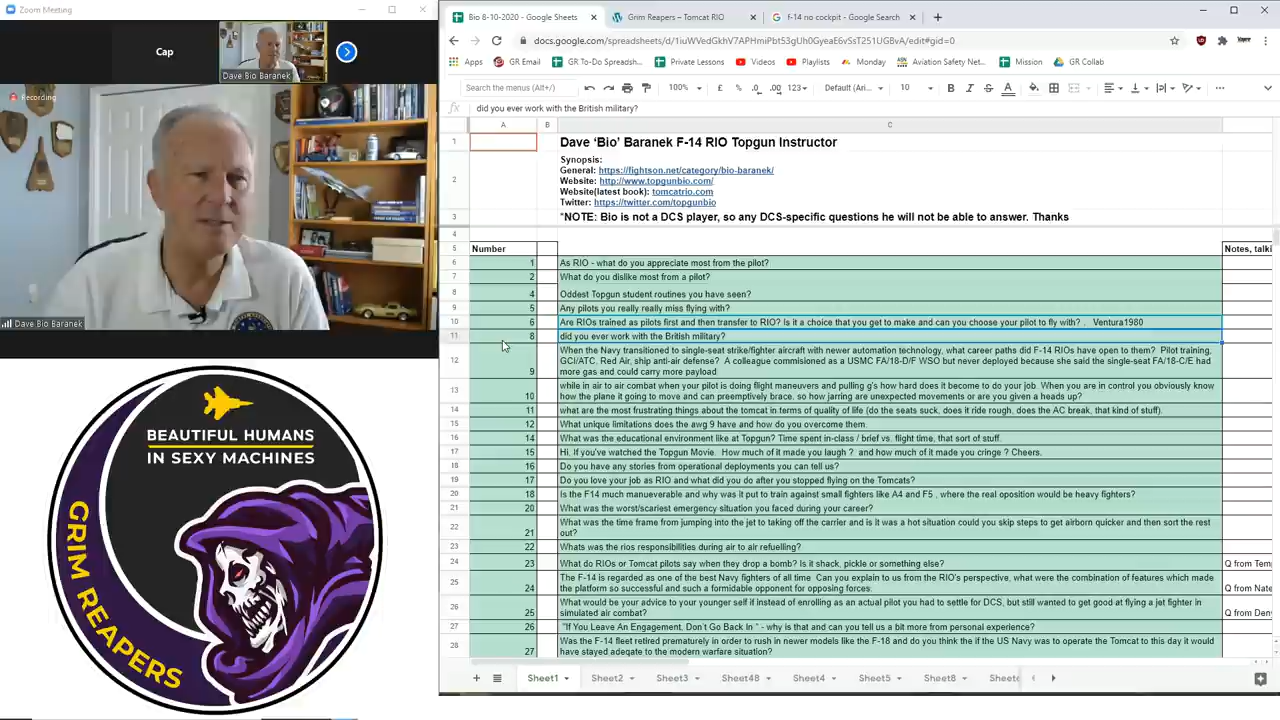 Zoom Meeting
Cap
Dave Bio Baranek
Recording
Dave Bio Baranek
BEAUTIFUL HUMANS
IN SEXY MACHINES
GRIM REAPERS
Bio 8-10-2020 - Google Sheets
Grim Reapers – Tomcat RIO
f-14 no cockpit - Google Search
docs.google.com/spreadsheets/d/1iuWVedGkhV7APHmiPbt53gUh0GyeaE6vSsT251UGBvA/edit#gid=0
Apps
GR Email
GR To-Do Spreadsh...
Private Lessons
Videos
Playlists
Monday
Aviation Safety Net...
Mission
GR Collab
Search the menus (Alt+/)
100%
£ % .0 .00 123
Default (Ari...
10
B I S A
fx did you ever work with the British military?
A B C
1 Dave 'Bio' Baranek F-14 RIO Topgun Instructor
Synopsis:
General: https://fightson.net/category/bio-baranek/
2 Website: http://www.topgunbio.com/
Website(latest book): tomcatrio.com
Twitter: https://twitter.com/topgunbio
3 *NOTE: Bio is not a DCS player, so any DCS-specific questions he will not be able to answer. Thanks
4
5 Number Notes, talki
6 1 As RIO - what do you appreciate most from the pilot?
7 2 What do you dislike most from a pilot?
8 4 Oddest Topgun student routines you have seen?
9 5 Any pilots you really really miss flying with?
10 6 Are RIOs trained as pilots first and then transfer to RIO? Is it a choice that you get to make and can you choose your pilot to fly with? . Ventura1980
11 8 did you ever work with the British military?
When the Navy transitioned to single-seat strike/fighter aircraft with newer automation technology, what career paths did F-14 RIOs have open to them? Pilot training,
12 GCI/ATC, Red Air, ship anti-air defense? A colleague commisioned as a USMC FA/18-D/F WSO but never deployed because she said the single-seat FA/18-C/E had
9 more gas and could carry more payload
13 while in air to air combat when your pilot is doing flight maneuvers and pulling g's how hard does it become to do your job. When you are in control you obviously know
10 how the plane it going to move and can preemptively brace, so how jarring are unexpected movements or are you given a heads up?
14 11 what are the most frustrating things about the tomcat in terms of quality of life (do the seats suck, does it ride rough, does the AC break, that kind of stuff).
15 12 What unique limitations does the awg 9 have and how do you overcome them.
16 14 What was the educational environment like at Topgun? Time spent in-class / brief vs. flight time, that sort of stuff.
17 15 Hi, If you've watched the Topgun Movie. How much of it made you laugh ? and how much of it made you cringe ? Cheers.
18 16 Do you have any stories from operational deployments you can tell us?
19 17 Do you love your job as RIO and what did you do after you stopped flying on the Tomcats?
20 18 Is the F14 much manueverable and why was it put to train against small fighters like A4 and F5 , where the real oposition would be heavy fighters?
21 20 What was the worst/scariest emergency situation you faced during your career?
22 What was the time frame from jumping into the jet to taking off the carrier and is it was a hot situation could you skip steps to get airborn quicker and then sort the rest
21 out?
23 22 Whats was the rios responsibilities during air to air refuelling?
24 23 What do RIOs or Tomcat pilots say when they drop a bomb? Is it shack, pickle or something else? Q from Tem
25 The F-14 is regarded as one of the best Navy fighters of all time Can you explain to us from the RIO's perspective, what were the combination of features which made
24 the platform so successful and such a formidable opponent for opposing forces. Q from Nate
26 What would be your advice to your younger self if instead of enrolling as an actual pilot you had to settle for DCS, but still wanted to get good at flying a jet fighter in
25 simulated air combat? Q from Den
27 26 "If You Leave An Engagement, Don't Go Back In " - why is that and can you tell us a bit more from personal experience?
28 Was the F-14 fleet retired prematurely in order to rush in newer models like the F-18 and do you think the if the US Navy was to operate the Tomcat to this day it would
27 have stayed adeqate to the modern warfare situation?
Sheet1
Sheet2
Sheet3
Sheet48
Sheet4
Sheet5
Sheet8